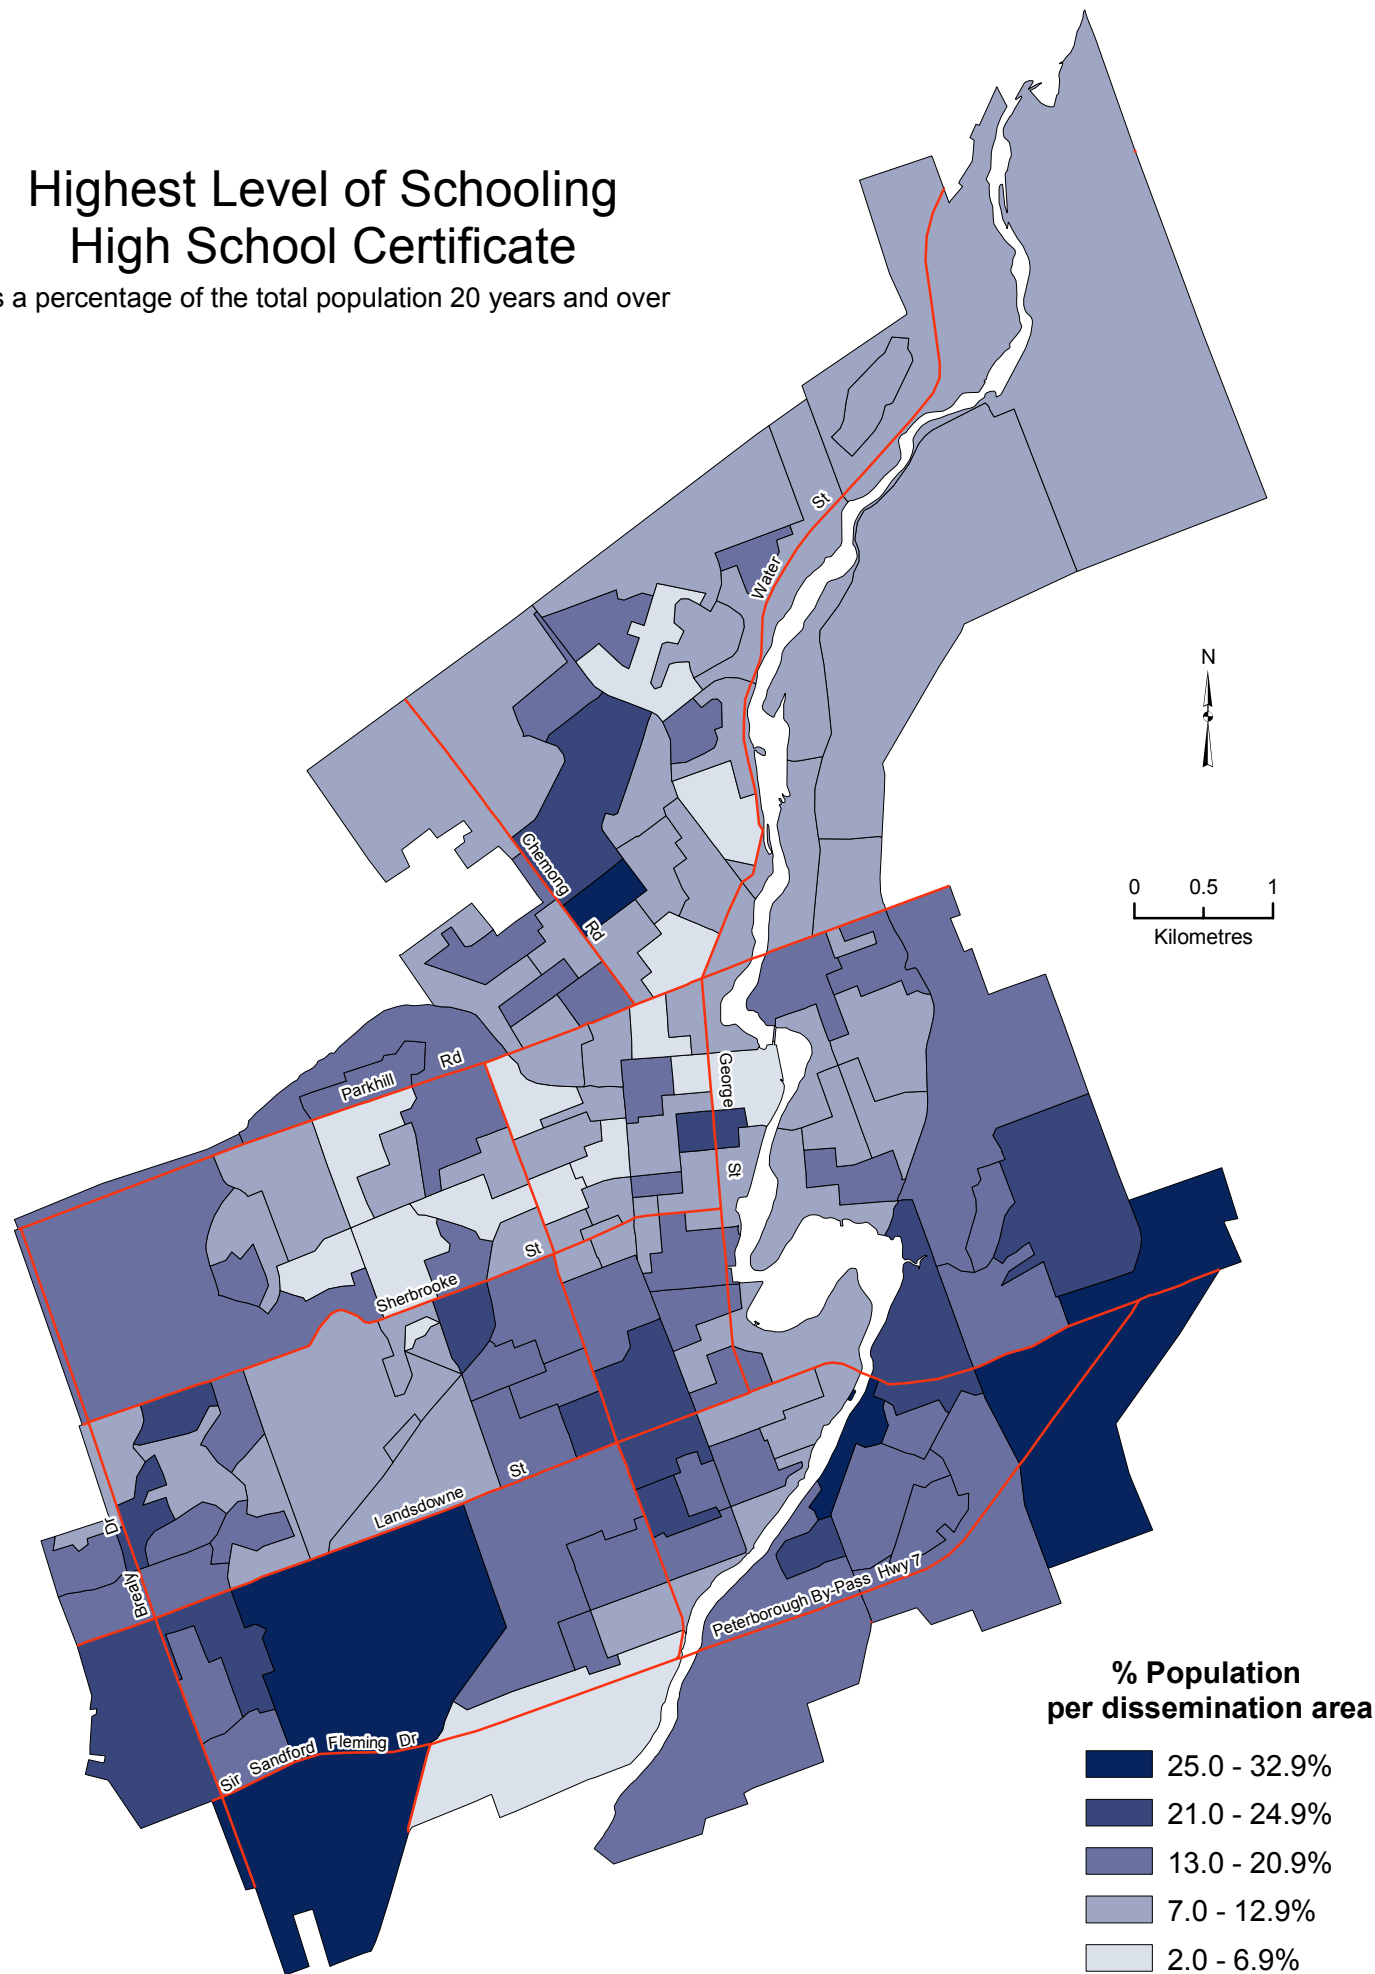 Highest Level of Schooling
High School Certificate
s a percentage of the total population 20 years and over
St
Water
N
Chemong
Rd
0 0.5 1
Kilometres
Parkhill Rd
George
St
Sherbrooke St
Landsdowne St
Brealy Dr
Peterborough By-Pass Hwy 7
Sir Sandford Fleming Dr
% Population
per dissemination area
25.0 - 32.9%
21.0 - 24.9%
13.0 - 20.9%
7.0 - 12.9%
2.0 - 6.9%